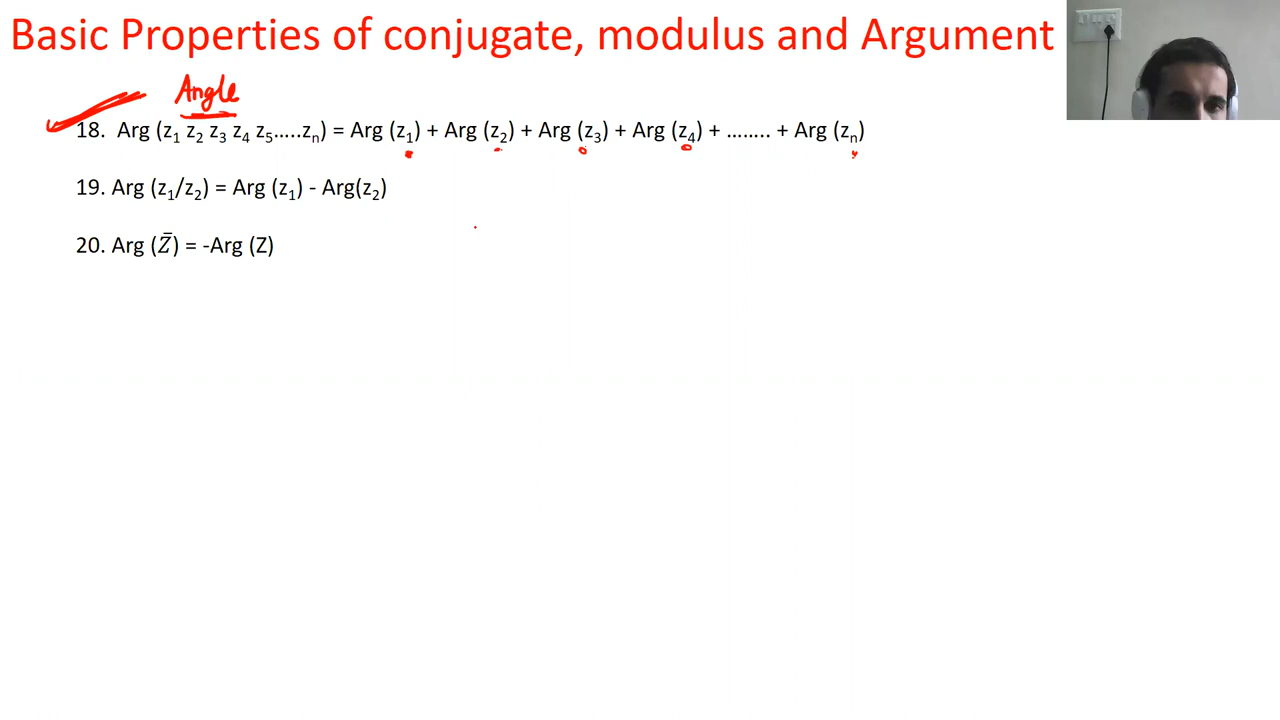 Basic Properties of conjugate, modulus and Argument
Angle
18. Arg (z₁ z₂ z₃ z₄ z₅.....zₙ) = Arg (z₁) + Arg (z₂) + Arg (z₃) + Arg (z₄) + ........ + Arg (zₙ)
19. Arg (z₁/z₂) = Arg (z₁) - Arg(z₂)
20. Arg (Z̄) = -Arg (Z)